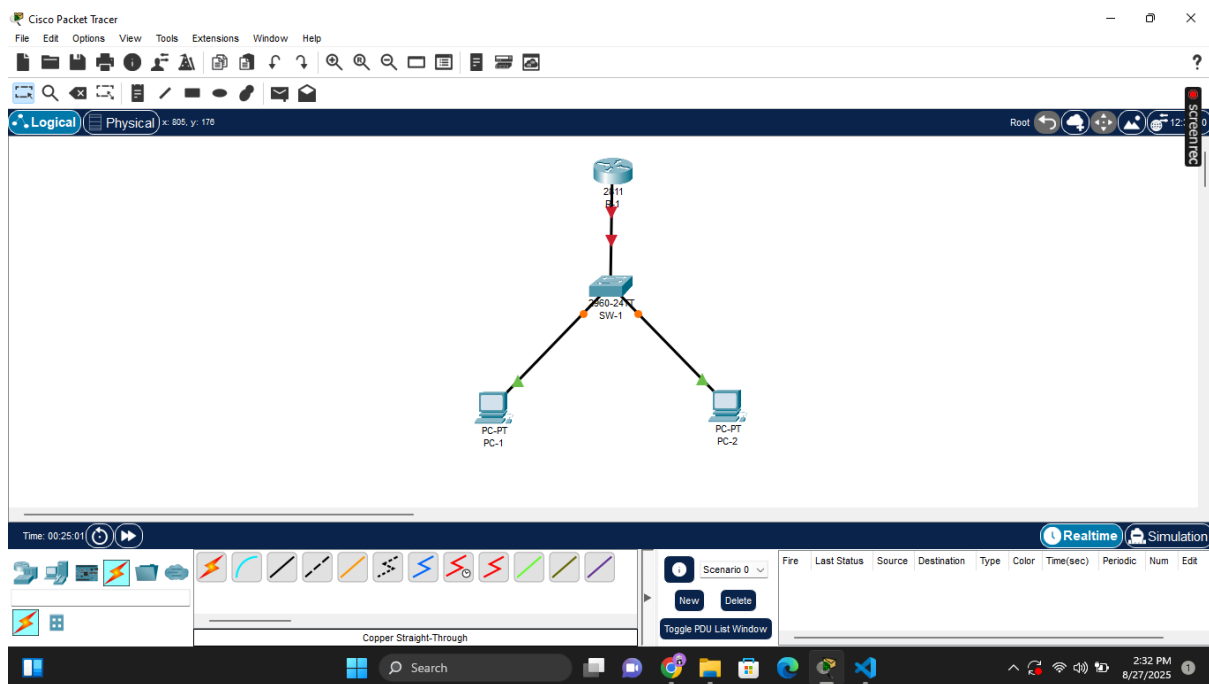 Cisco Packet Tracer
File Edit Options View Tools Extensions Window Help
?
Logical Physical x: 805, y: 176
Root
screenrec
2811
SW-1
PC-PT
PC-1
PC-PT
PC-2
Time: 00:25:01
Realtime Simulation
Scenario 0
Fire Last Status Source Destination Type Color Time(sec) Periodic Num Edit
New Delete
Toggle PDU List Window
Copper Straight-Through
Search
2:32 PM
8/27/2025
1